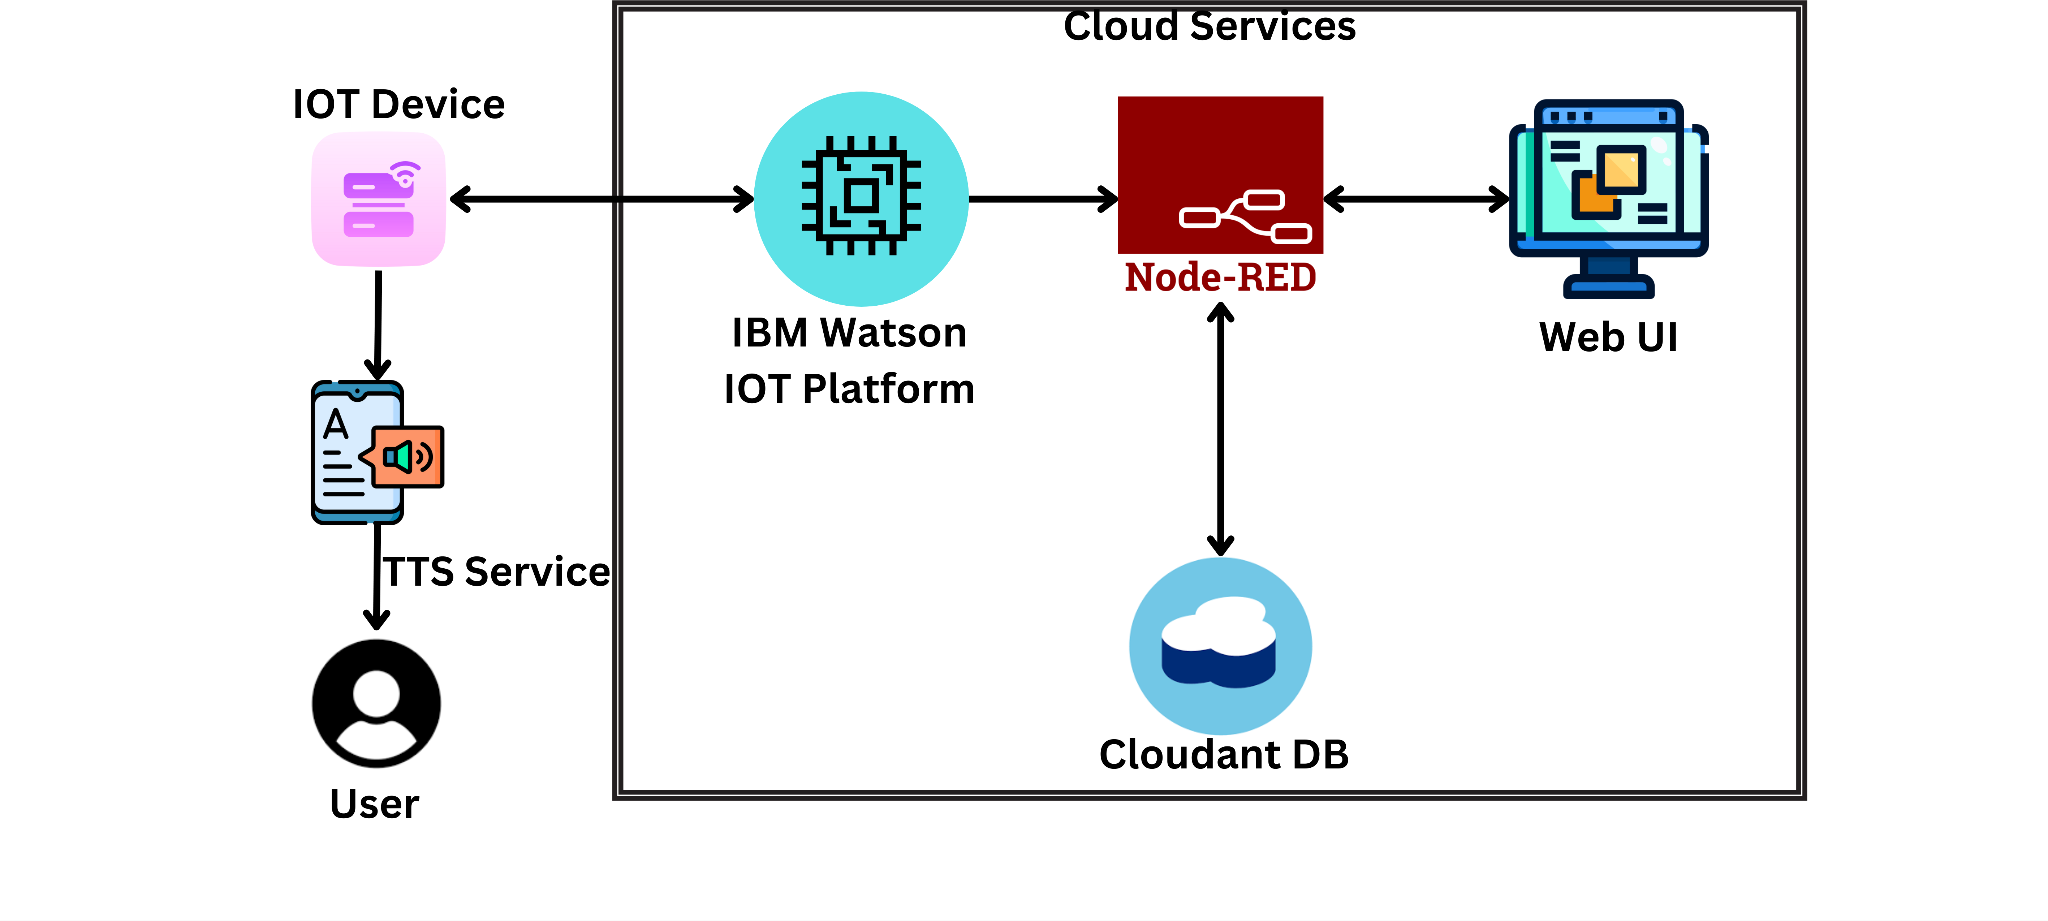 Cloud Services
IOT Device
Node-RED
IBM Watson
IOT Platform
Web UI
A
TTS Service
User
Cloudant DB